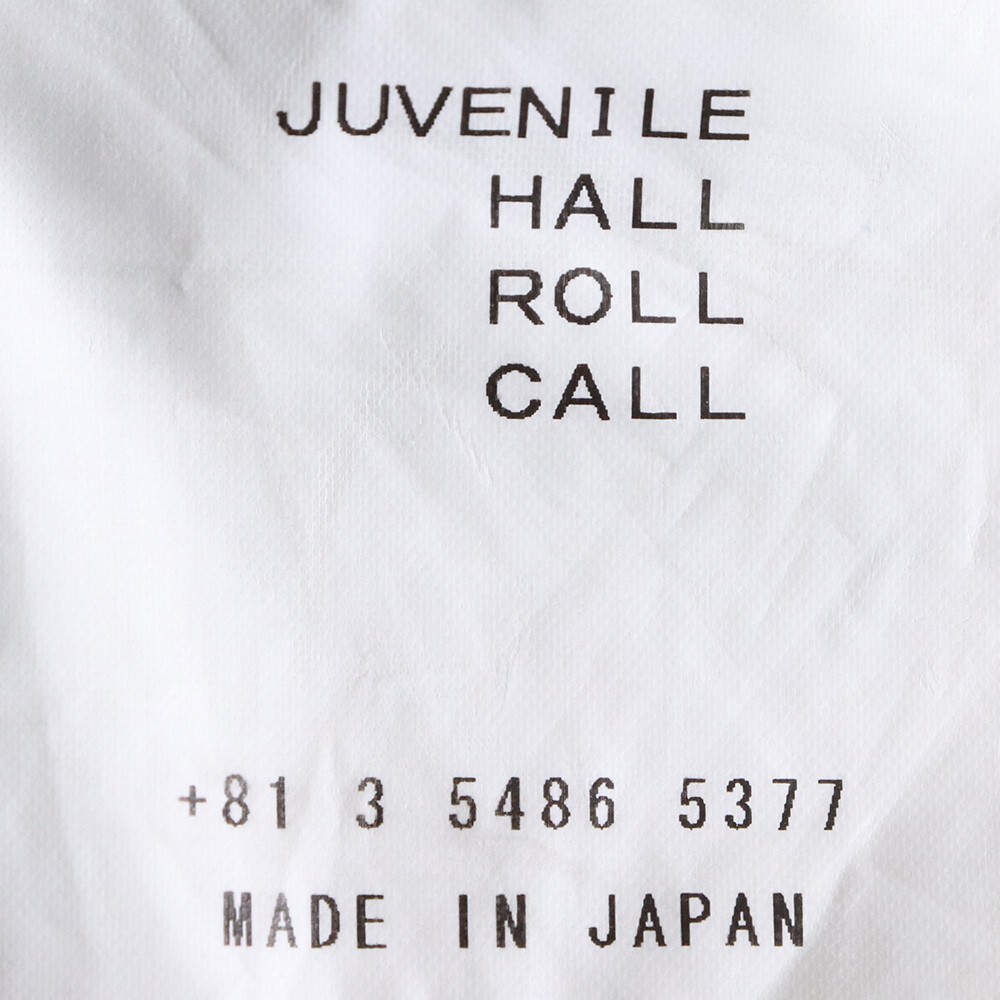 JUVENILE
HALL
ROLL
CALL
+81 3 5486 5377
MADE IN JAPAN